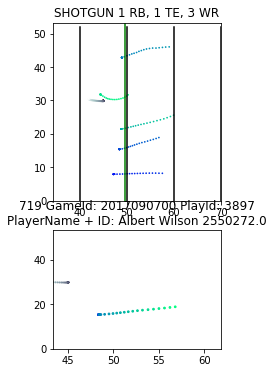 SHOTGUN 1 RB, 1 TE, 3 WR
50
40
30
20
10
0
40 50 60 70
719 GameId: 2017090700 PlayId: 3897
PlayerName + ID: Albert Wilson 2550272.0
40
20
0
45 50 55 60